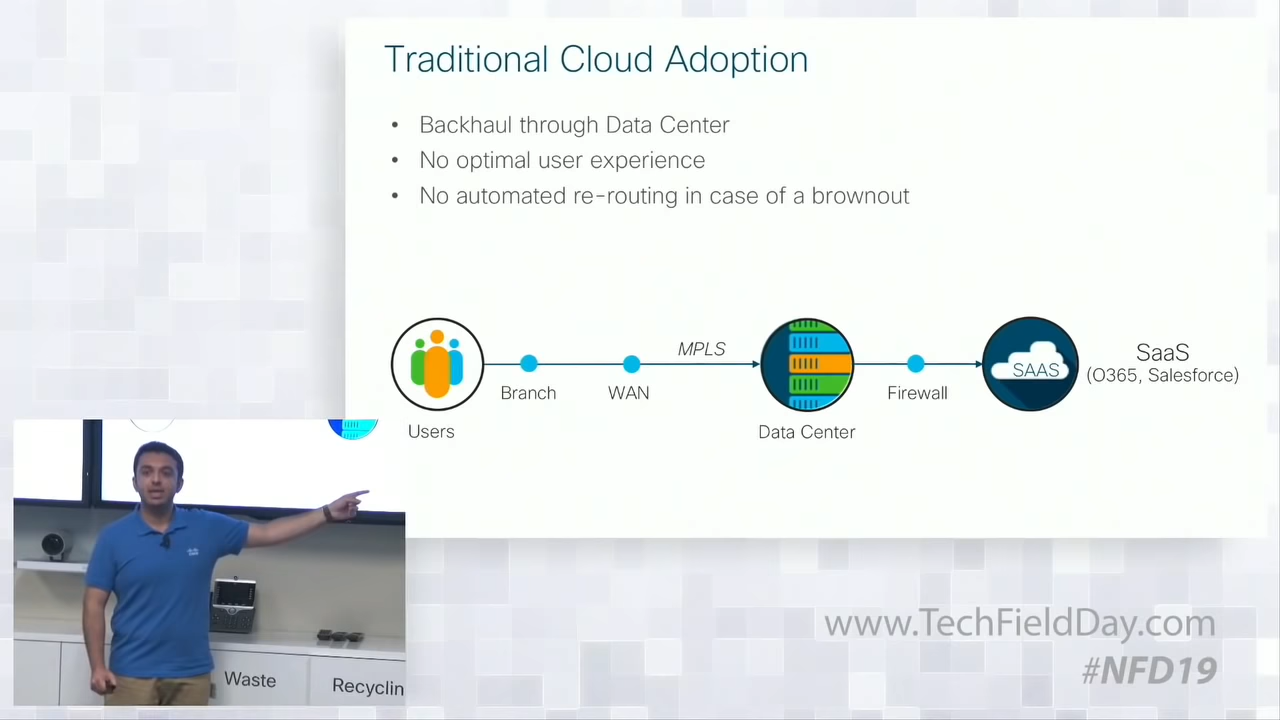 Traditional Cloud Adoption
• Backhaul through Data Center
• No optimal user experience
• No automated re-routing in case of a brownout
MPLS
SAAS
SaaS
(O365, Salesforce)
Branch
WAN
Firewall
Users
Data Center
Waste
Recyclin
www.TechFieldDay.com
#NFD19